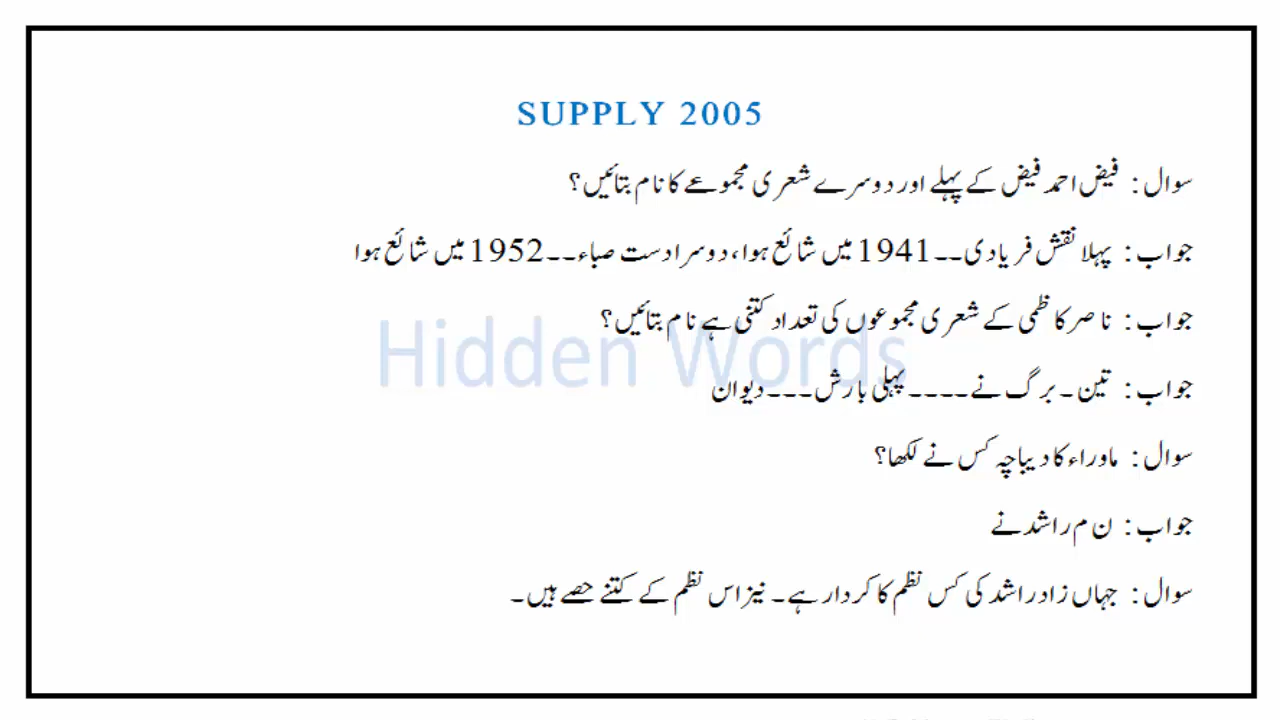 SUPPLY 2005
سوال : فیض احمد فیض کے پہلے اور دوسرے شعری مجموعے کا نام بتائیں؟
جواب : پہلا نقش فریادی۔۔1941 میں شائع ہوا، دوسرا دست صباء۔۔1952 میں شائع ہوا
جواب : ناصر کاظمی کے شعری مجموعوں کی تعداد کتنی ہے نام بتائیں؟
Hidden Words
جواب : تین۔ برگ نے۔۔۔۔پہلی بارش۔۔۔دیوان
سوال : ماوراء کا دیباچہ کس نے لکھا؟
جواب : ن م راشد نے
سوال : جہاں زاد راشد کی کس نظم کا کردار ہے۔ نیز اس نظم کے کتنے حصے ہیں۔